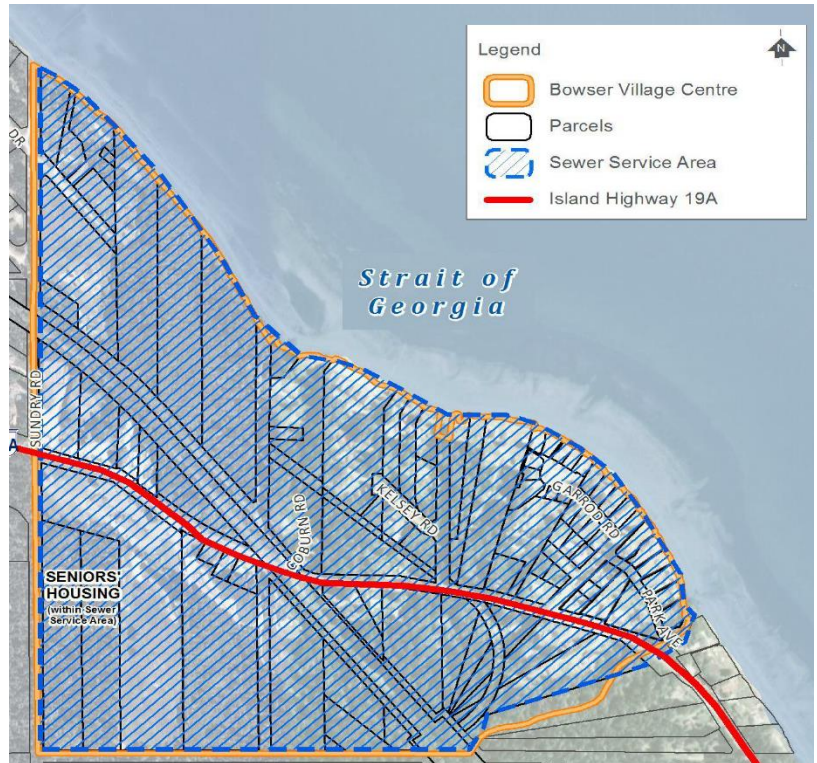 Legend
N
Bowser Village Centre
Parcels
Sewer Service Area
Island Highway 19A
DR
Strait of
Georgia
SUNDRY RD
A
KELSEY RD
GARROD RD
COBURN RD
SENIORS'
HOUSING
(within Sewer
Service Area)
PARK AVE